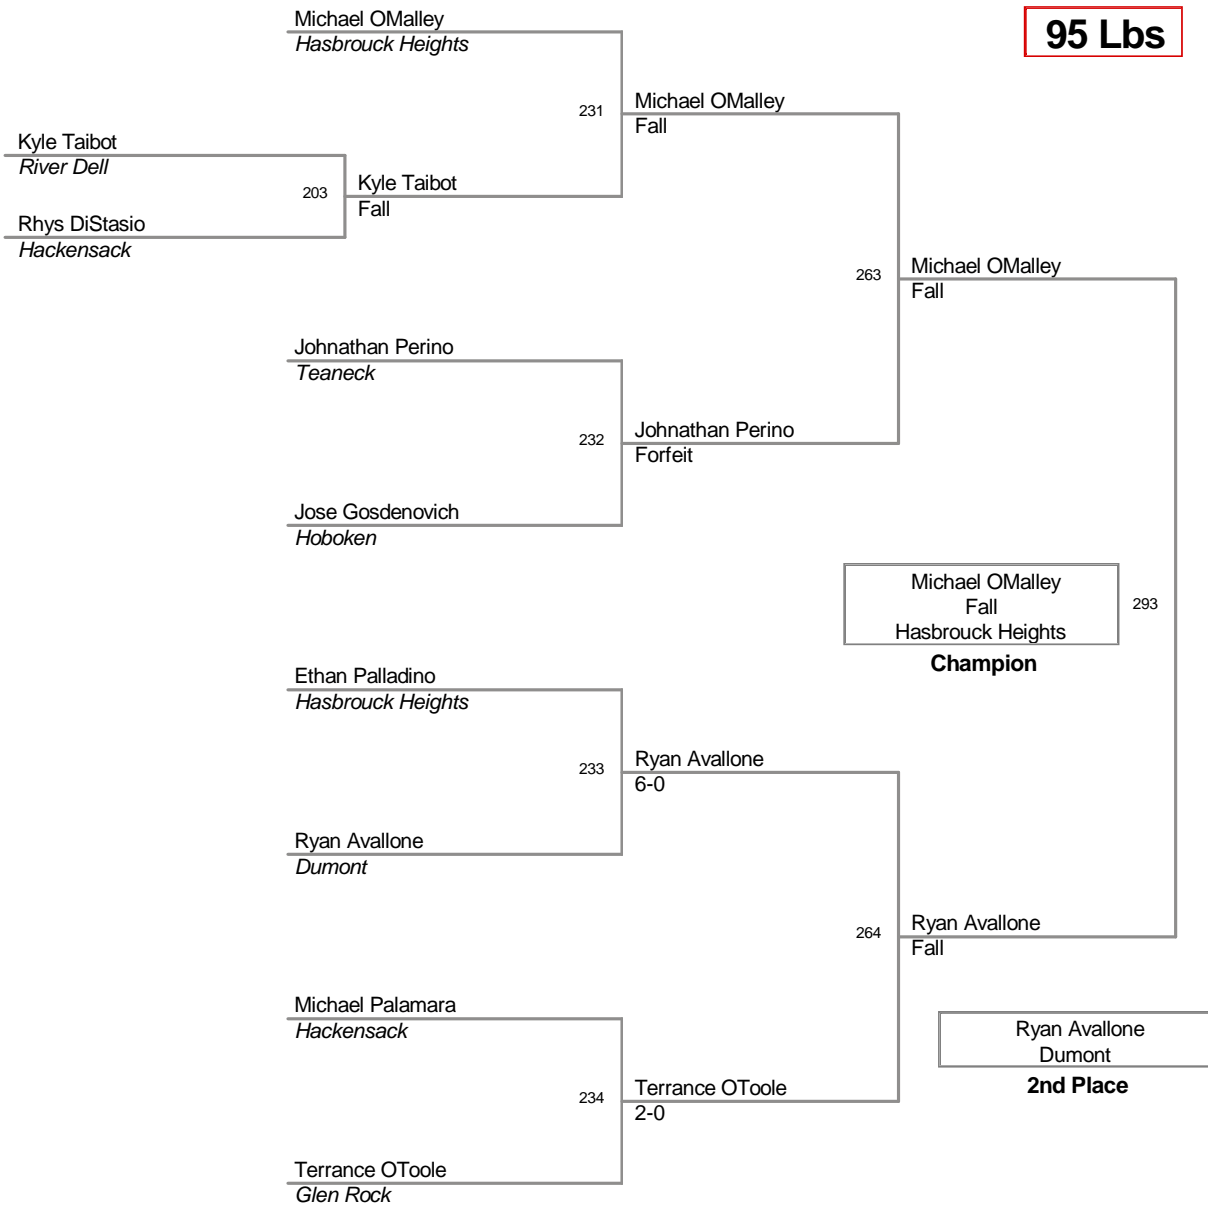 Michael OMalley
Hasbrouck Heights
95 Lbs
231
Michael OMalley
Fall
Kyle Taibot
River Dell
203
Kyle Taibot
Fall
Rhys DiStasio
Hackensack
263
Michael OMalley
Fall
Johnathan Perino
Teaneck
232
Johnathan Perino
Forfeit
Jose Gosdenovich
Hoboken
Michael OMalley
Fall
Hasbrouck Heights
Champion
293
Ethan Palladino
Hasbrouck Heights
233
Ryan Avallone
6-0
Ryan Avallone
Dumont
264
Ryan Avallone
Fall
Michael Palamara
Hackensack
Ryan Avallone
Dumont
2nd Place
234
Terrance OToole
2-0
Terrance OToole
Glen Rock